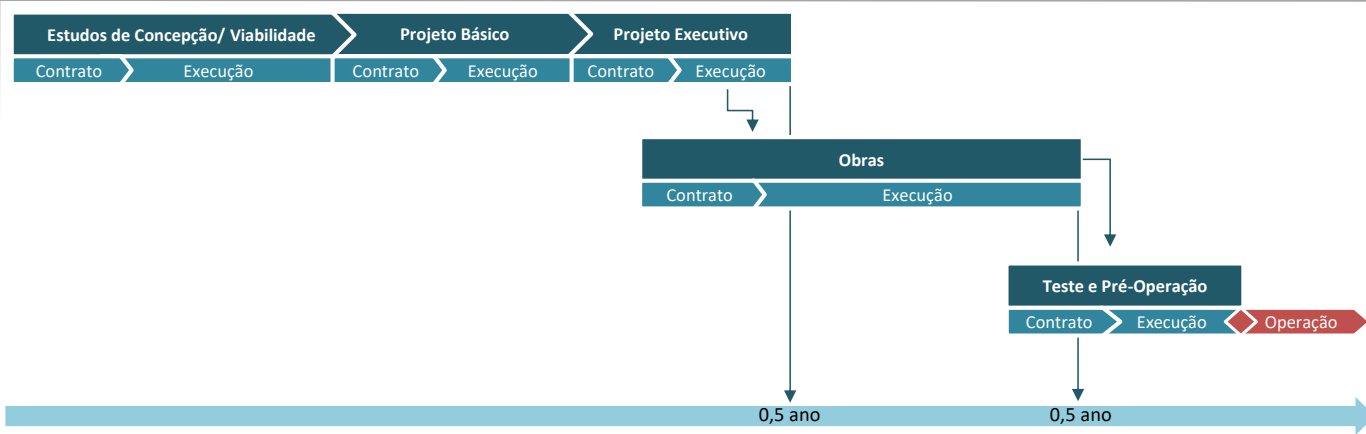 Estudos de Concepção/ Viabilidade
Projeto Básico
Projeto Executivo
Contrato
Execução
Contrato
Execução
Contrato
Execução
Obras
Contrato
Execução
Teste e Pré-Operação
Contrato
Execução
Operação
0,5 ano
0,5 ano